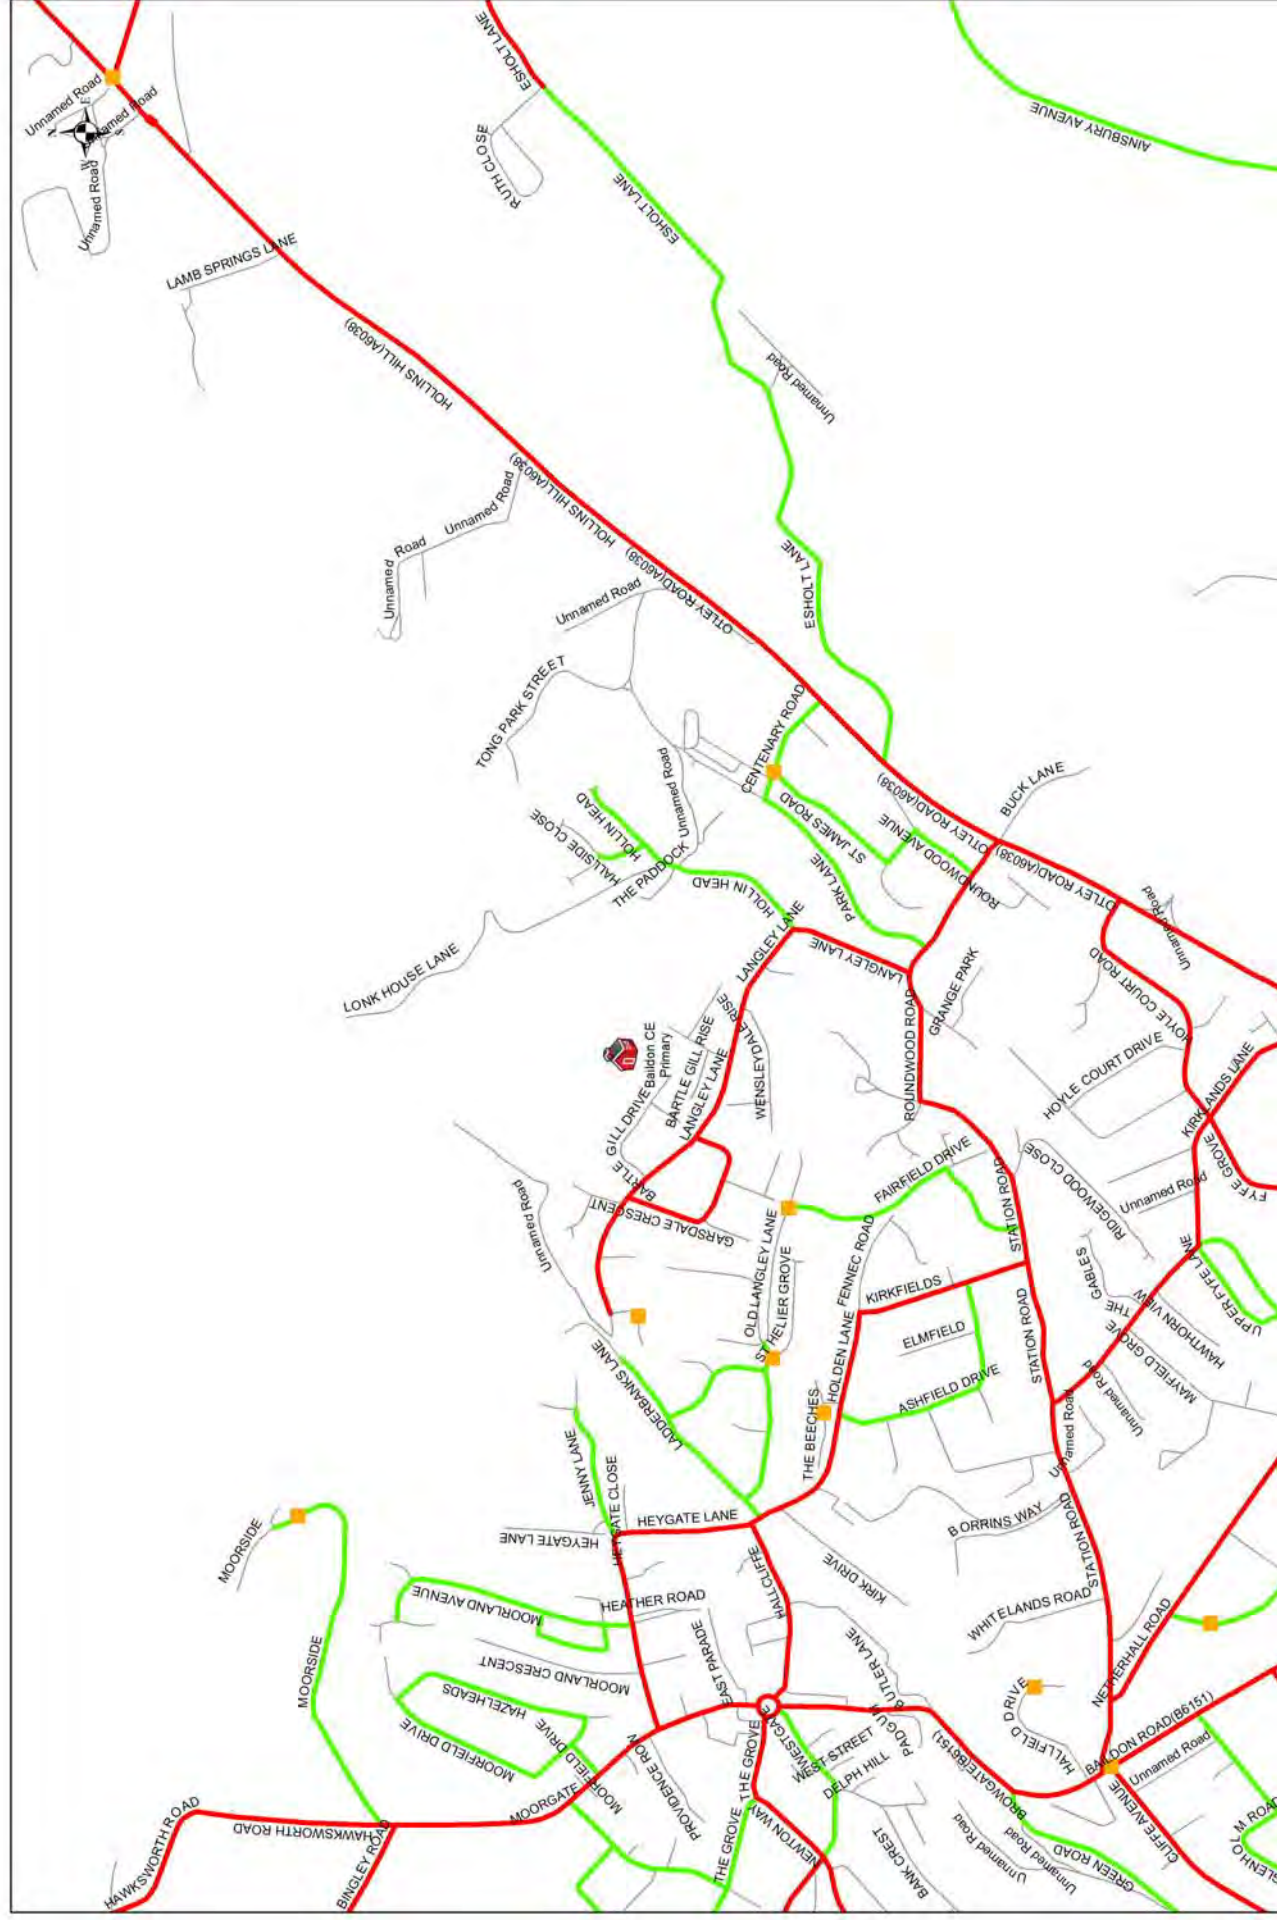 ESHOLT LANE
ESHOLT LANE
Unnamed Road
Unnamed Road
N
E
S
W
Unnamed Road
AINSBURY AVENUE
RUTH CLOSE
ESHOLT LANE
LAMB SPRINGS LANE
HOLLINS HILL(A6038)
Unnamed Road
HOLLINS HILL(A6038)
Unnamed Road
Unnamed
Road
ESHOLT LANE
Unnamed Road
OTLEY ROAD(A6038)
TONG PARK STREET
CENTENARY ROAD
Unnamed Road
HOLLIN HEAD
HALLSIDE CLOSE
THE PADDOCK
ST JAMES ROAD
OTLEY ROAD(A6038)
BUCK LANE
ROUNDWOOD AVENUE
ROUNDWOOD
OTLEY ROAD(A6038)
HOLLIN HEAD
PARK LANE
LANGLEY LANE
LANGLEY LANE
LONK HOUSE LANE
Unnamed Road
Unnamed Road
GRANGE PARK
HOYLE COURT ROAD
ROUNDWOOD ROAD
Baildon CE
Primary
BARTLE GILL RISE
WENSLEYDALE RISE
WENSLEYDALE
LANGLEY LANE
BARTLE
GILL DRIVE
HOYLE COURT DRIVE
KIRKLANDS LANE
FYFE GROVE
GARSDALE CRESCENT
Unnamed Road
FAIRFIELD DRIVE
STATION ROAD
RIDGEWOOD CLOSE
Unnamed Road
OLD LANGLEY LANE
ST HELIER GROVE
FENNEC ROAD
KIRKFIELDS
THE
GABLES
HAWTHORN VIEW
UPPER FYFE LANE
MAYFIELD GROVE
Unnamed Road
ELMFIELD
HOLDEN LANE
ASHFIELD DRIVE
STATION ROAD
Unnamed Road
LADDERBANKS LANE
THE BEECHES
JENNY LANE
HEYGATE CLOSE
HEYGATE LANE
HEYGATE LANE
MOORSIDE
BORRINS WAY
STATION ROAD
KIRK DRIVE
HALLCLIFFE
HEATHER ROAD
MOORLAND AVENUE
MOORLAND CRESCENT
EAST PARADE
WHITELANDS ROAD
NETHERHALL ROAD
BUTLER LANE
PADGUM
MOORSIDE
HAZELHEADS
MOORFIELD DRIVE
MOORFIELD DRIVE
HALLFIELD DRIVE
BAILDON ROAD(B6151)
BROWGATE(B6151)
WESTGATE
WEST STREET
DELPH HILL
THE GROVE
PROVIDENCE ROW
MOORGATE
Unnamed Road
CLIFFE AVENUE
GLENHOLM ROAD
HAWKSWORTH ROAD
HAWKSWORTH ROAD
BINGLEY ROAD
THE GROVE
NEWTON WAY
BANK CREST
Unnamed Road
Unnamed Road
GREEN ROAD